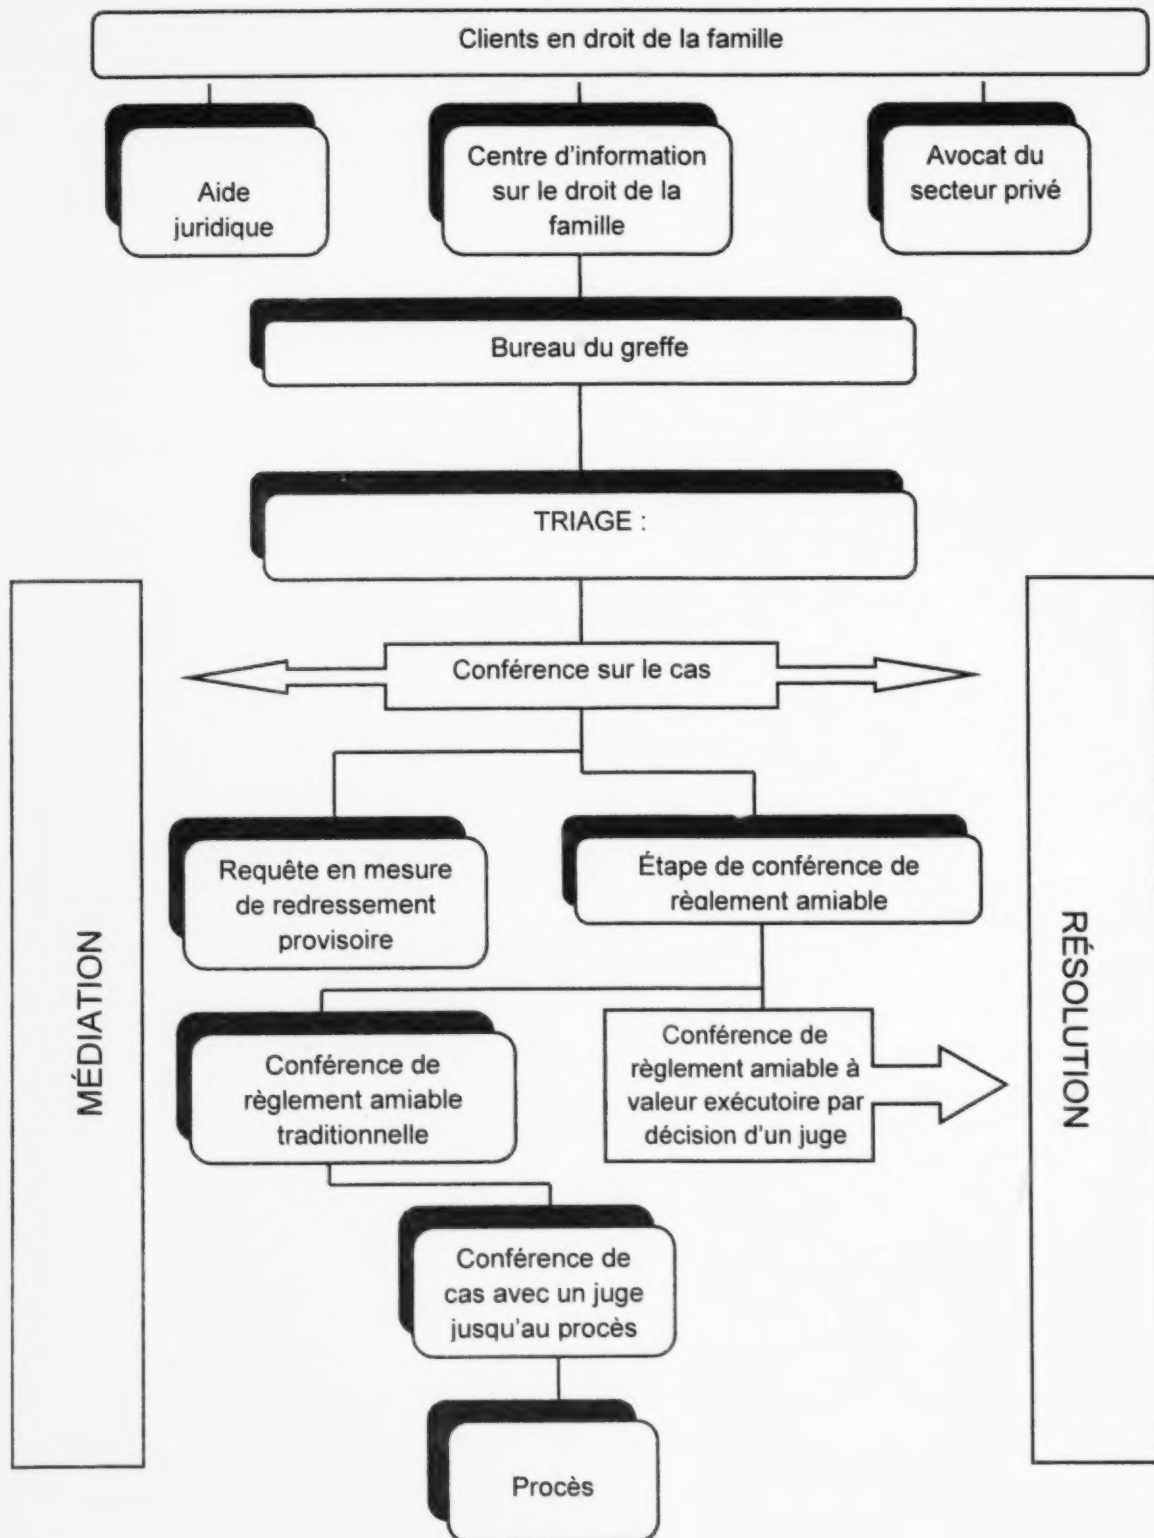 Clients en droit de la famille
Aide
juridique
Centre d'information
sur le droit de la
famille
Avocat du
secteur privé
Bureau du greffe
TRIAGE :
Conférence sur le cas
MÉDIATION
RÉSOLUTION
Requête en mesure
de redressement
provisoire
Étape de conférence de
règlement amiable
Conférence de
règlement amiable
traditionnelle
Conférence de
règlement amiable à
valeur exécutoire par
décision d'un juge
Conférence de
cas avec un juge
jusqu'au procès
Procès